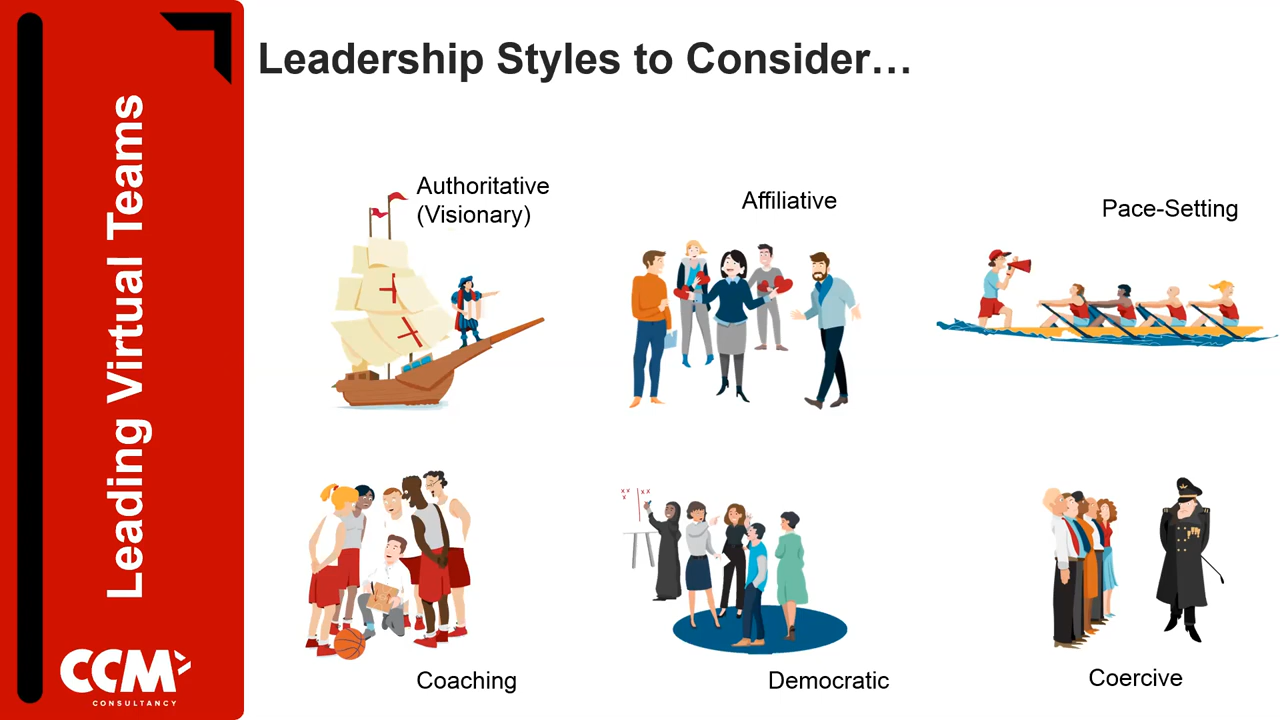 Leadership Styles to Consider…
Leading Virtual Teams
Authoritative
(Visionary)
Affiliative
Pace-Setting
Coaching
Democratic
Coercive
CCM
CONSULTANCY